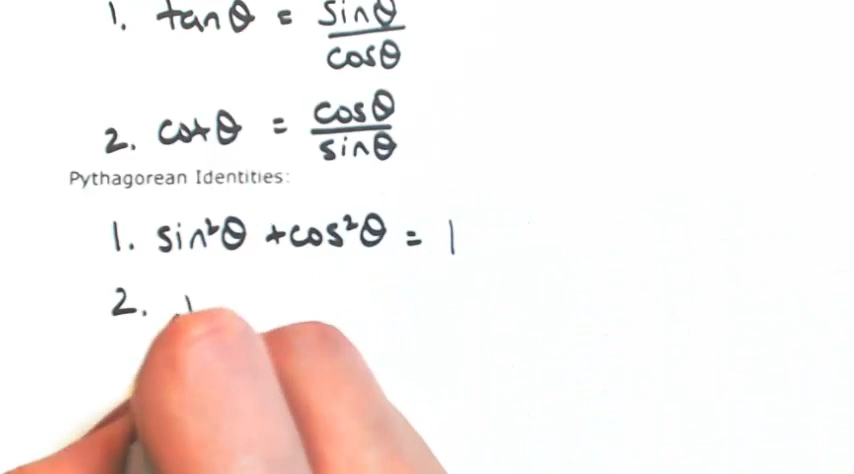 1. tanθ = sinθ/cosθ
2. cotθ = cosθ/sinθ
Pythagorean Identities:
1. sin²θ + cos²θ = 1
2.